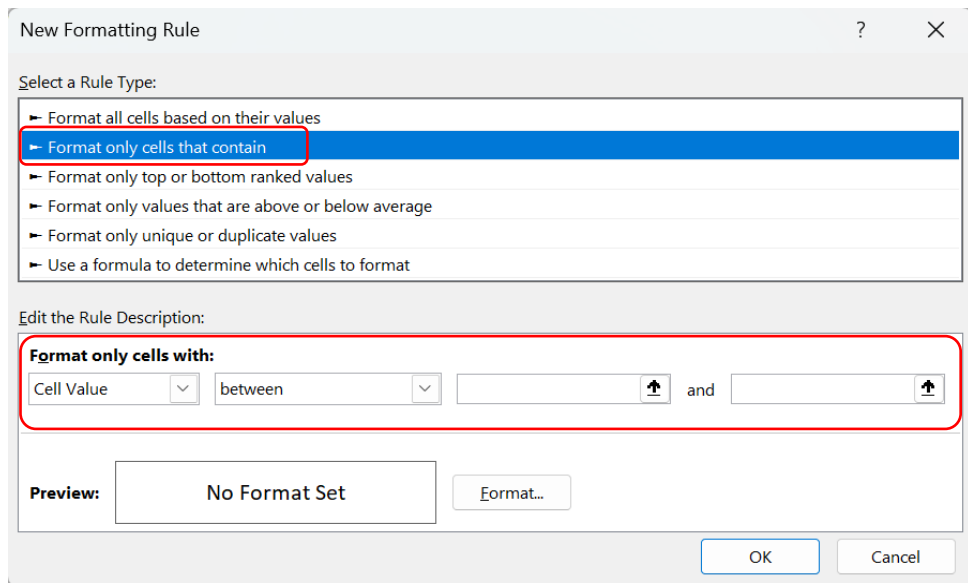 New Formatting Rule ?
Select a Rule Type:
► Format all cells based on their values
► Format only cells that contain
► Format only top or bottom ranked values
► Format only values that are above or below average
► Format only unique or duplicate values
► Use a formula to determine which cells to format
Edit the Rule Description:
Format only cells with:
Cell Value between and
Preview: No Format Set Format...
OK Cancel